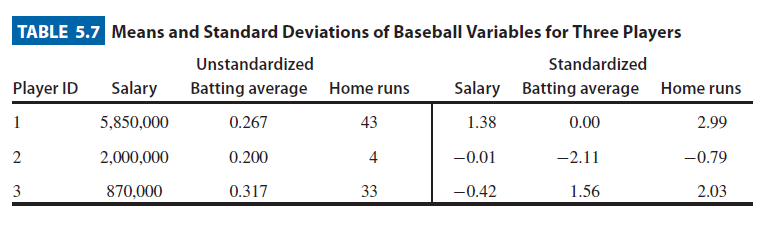 TABLE 5.7 Means and Standard Deviations of Baseball Variables for Three Players
Unstandardized Standardized
Player ID Salary Batting average Home runs Salary Batting average Home runs
1 5,850,000 0.267 43 1.38 0.00 2.99
2 2,000,000 0.200 4 −0.01 −2.11 −0.79
3 870,000 0.317 33 −0.42 1.56 2.03